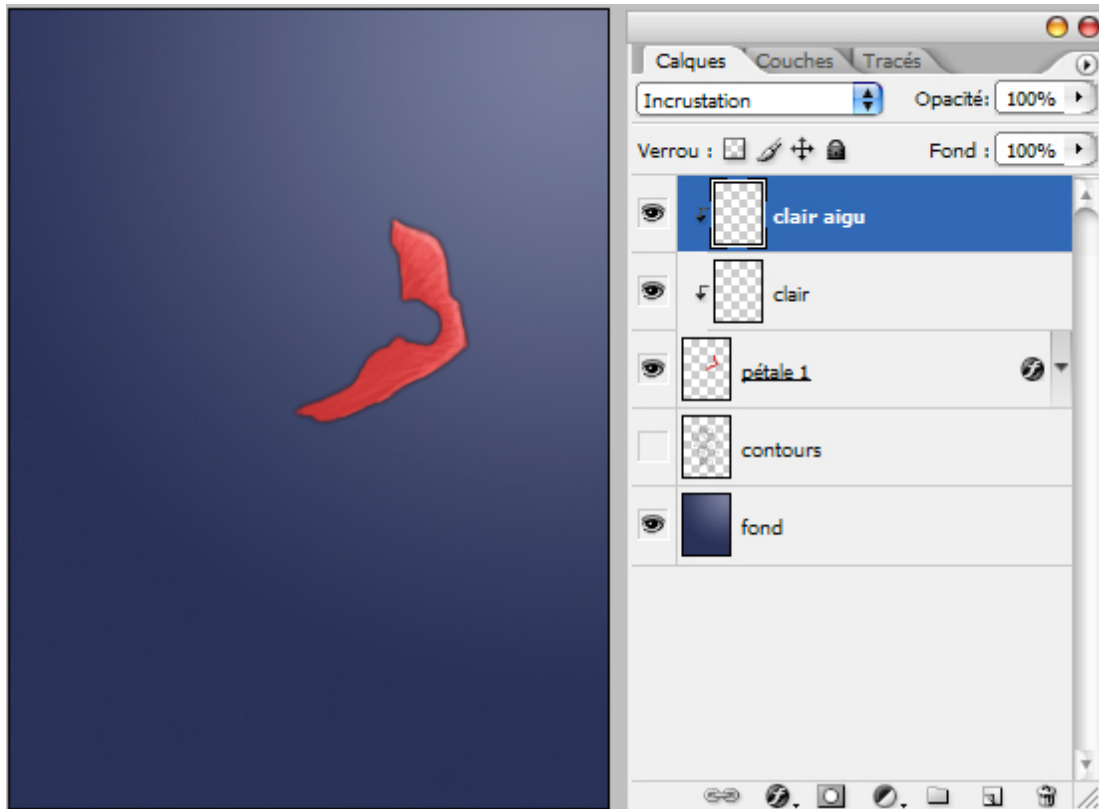 Calques Couches Tracés
Incrustation Opacité: 100%
Verrou : Fond : 100%
clair aigu
clair
pétale 1
contours
fond